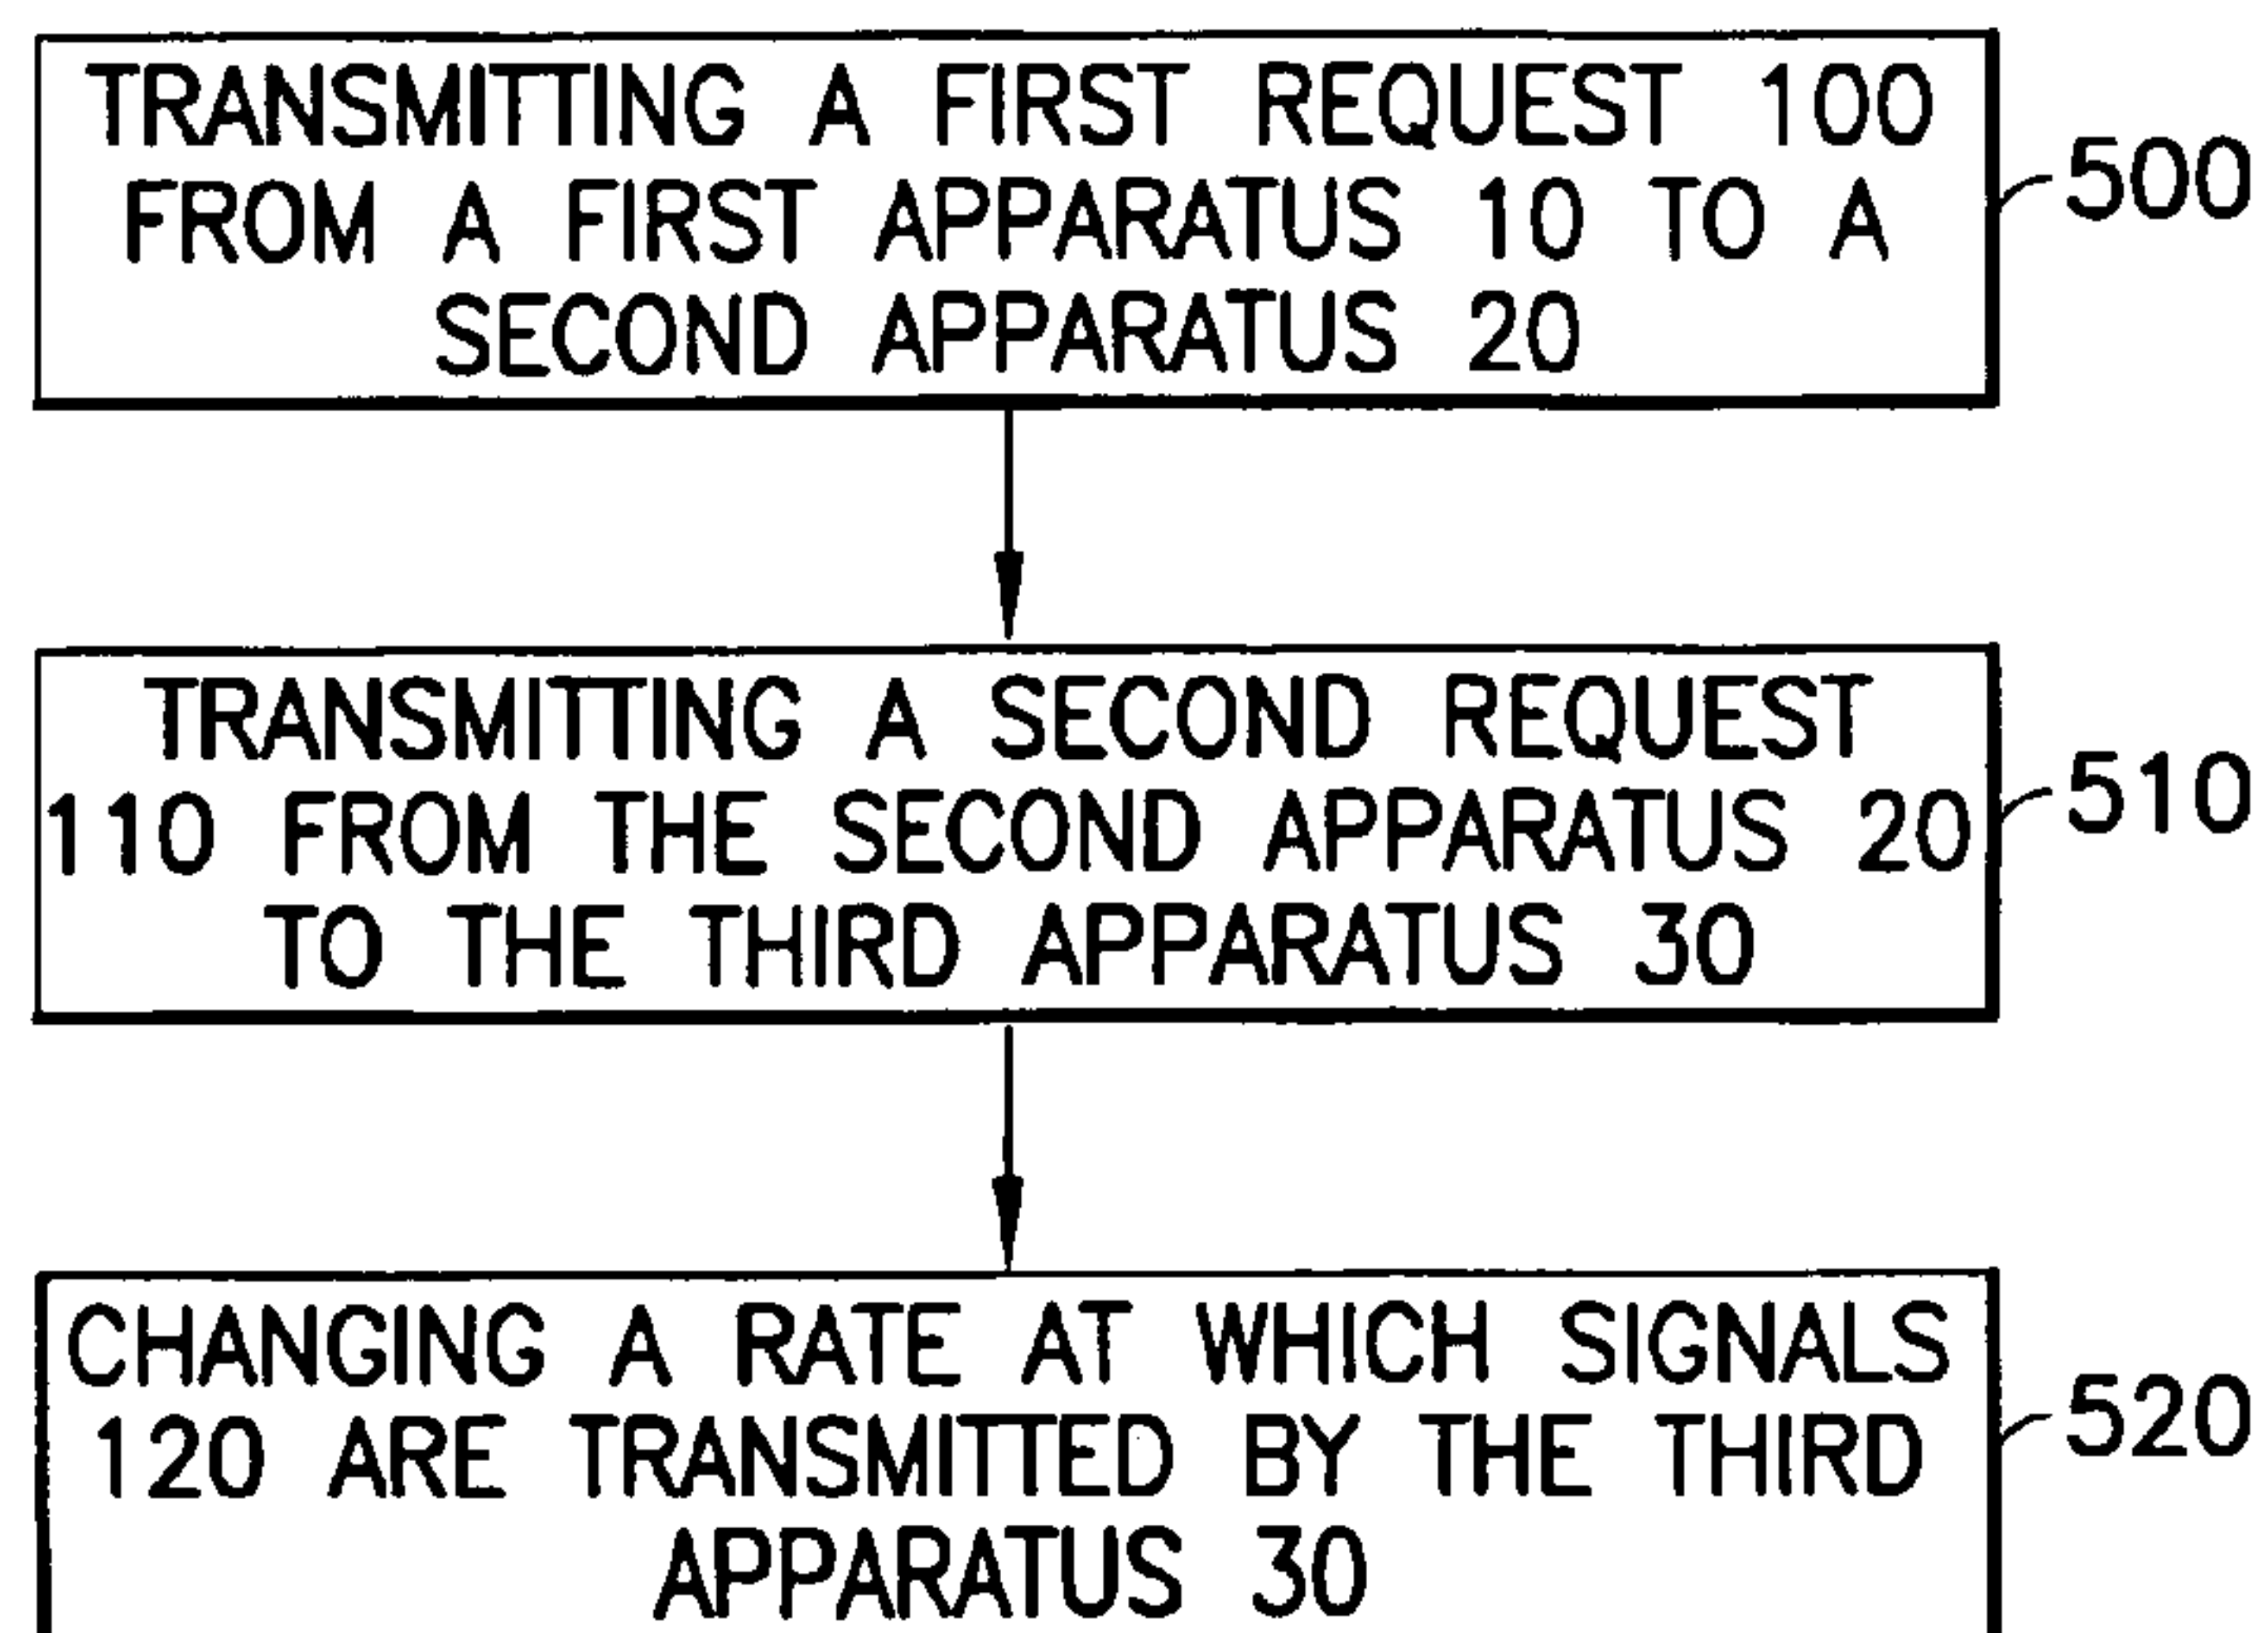 TRANSMITTING A FIRST REQUEST 100
FROM A FIRST APPARATUS 10 TO A
SECOND APPARATUS 20
500
TRANSMITTING A SECOND REQUEST
110 FROM THE SECOND APPARATUS 20
TO THE THIRD APPARATUS 30
510
CHANGING A RATE AT WHICH SIGNALS
120 ARE TRANSMITTED BY THE THIRD
APPARATUS 30
520